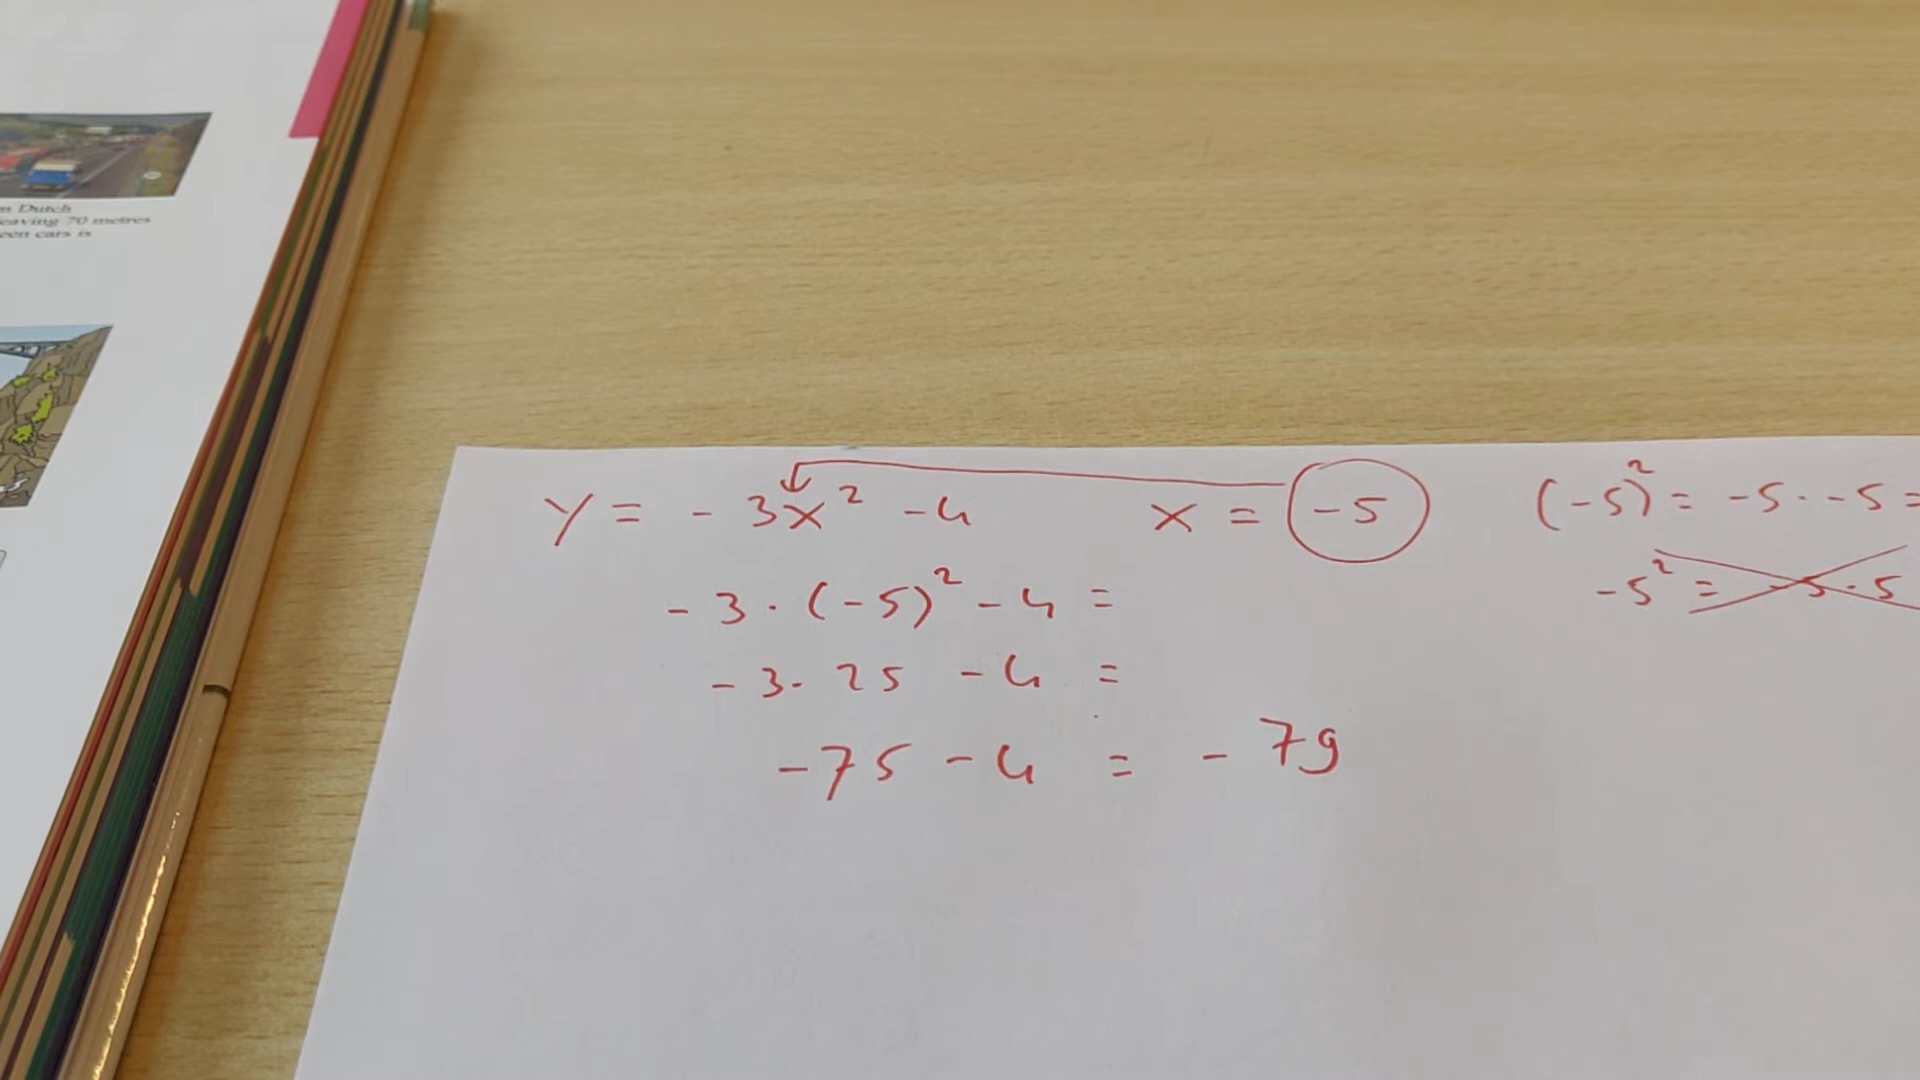 n Dutch
eaving 70 metres
een cars is
y = - 3x² - 4
x = -5
(-5)² = -5 · -5 =
-5² = -5 · 5
-3 · (-5)² - 4 =
-3 · 25 - 4 =
-75 - 4 = - 79